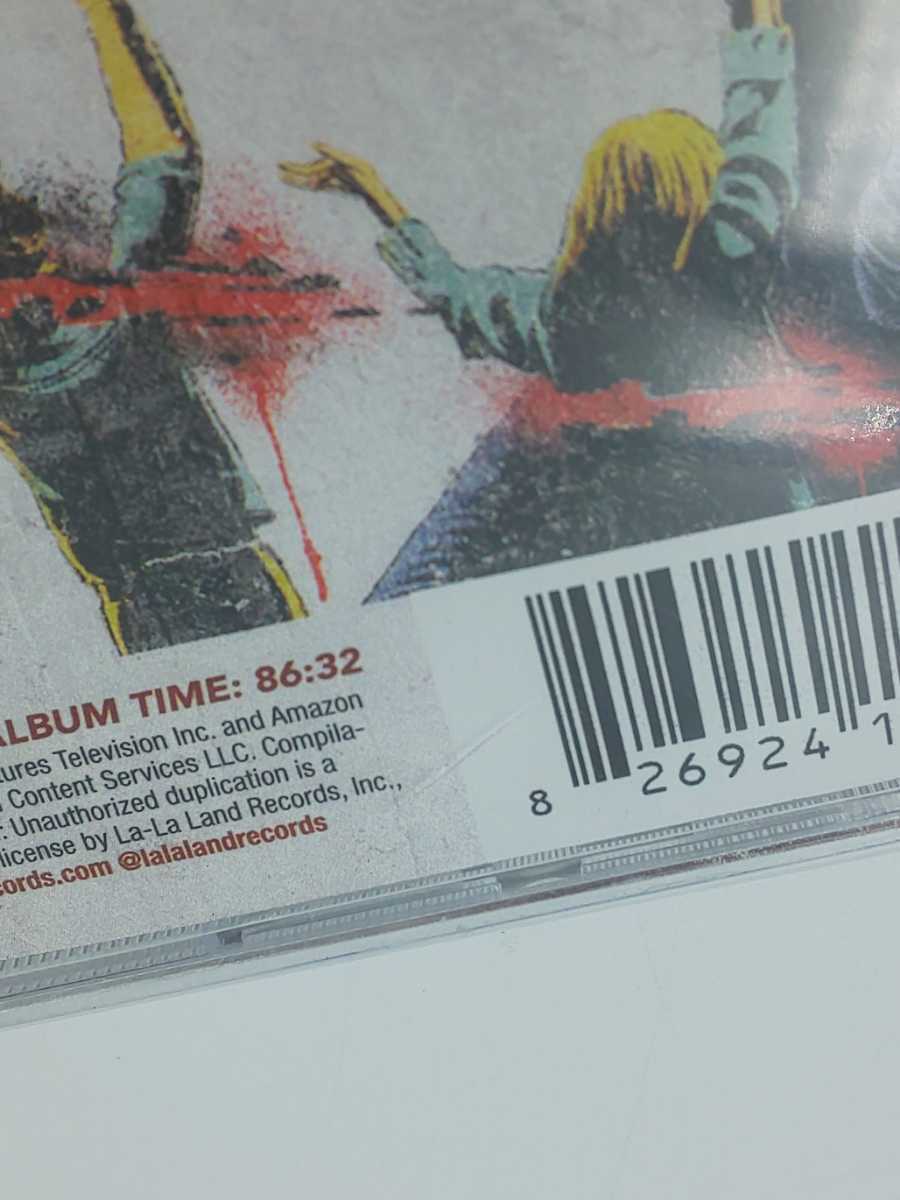 ALBUM TIME: 86:32
tures Television Inc. and Amazon
Content Services LLC. Compila-
: Unauthorized duplication is a
license by La-La Land Records, Inc.,
cords.com @lalalandrecords
8 26924 1